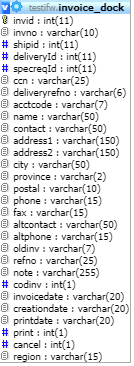 testifw.invoice_dock
invid : int(11)
invno : varchar(10)
shipid : int(11)
deliveryId : int(11)
specreqId : int(11)
ccn : varchar(25)
deliveryrefno : varchar(6)
acctcode : varchar(7)
name : varchar(50)
contact : varchar(50)
address1 : varchar(150)
address2 : varchar(150)
city : varchar(50)
province : varchar(2)
postal : varchar(10)
phone : varchar(15)
fax : varchar(15)
altcontact : varchar(50)
altphone : varchar(15)
oldinv : varchar(7)
refno : varchar(25)
note : varchar(255)
codinv : int(1)
invoicedate : varchar(20)
creationdate : varchar(20)
printdate : varchar(20)
print : int(1)
cancel : int(1)
region : varchar(15)